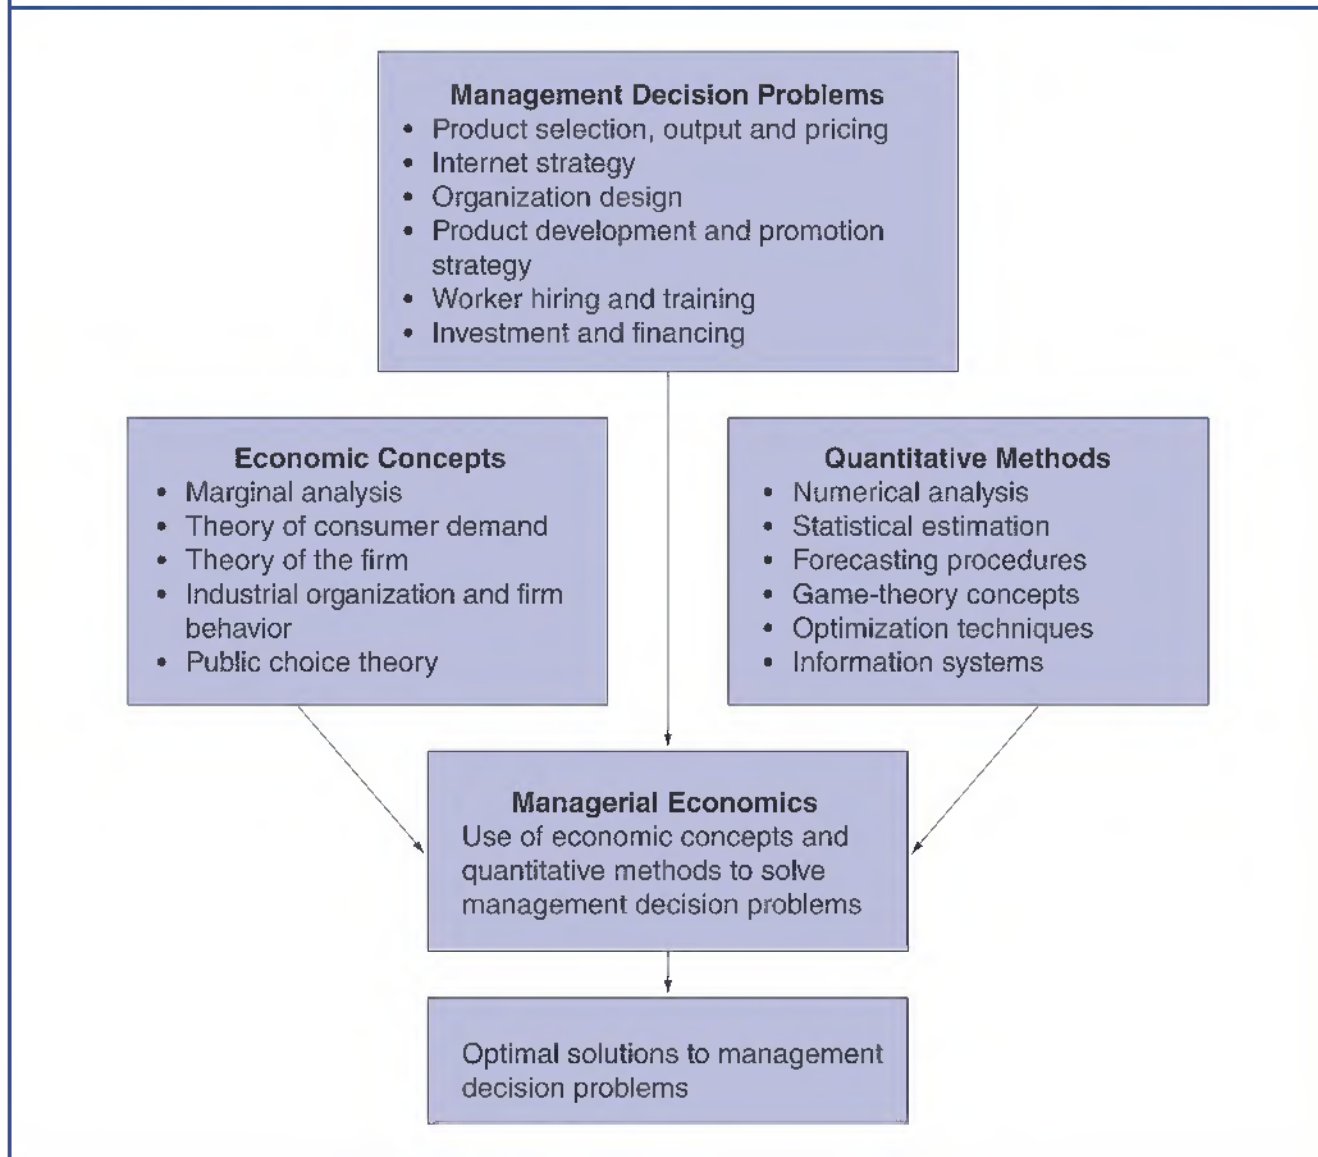 Management Decision Problems
• Product selection, output and pricing
• Internet strategy
• Organization design
• Product development and promotion
strategy
• Worker hiring and training
• Investment and financing
Economic Concepts
• Marginal analysis
• Theory of consumer demand
• Theory of the firm
• Industrial organization and firm
behavior
• Public choice theory
Quantitative Methods
• Numerical analysis
• Statistical estimation
• Forecasting procedures
• Game-theory concepts
• Optimization techniques
• Information systems
Managerial Economics
Use of economic concepts and
quantitative methods to solve
management decision problems
Optimal solutions to management
decision problems